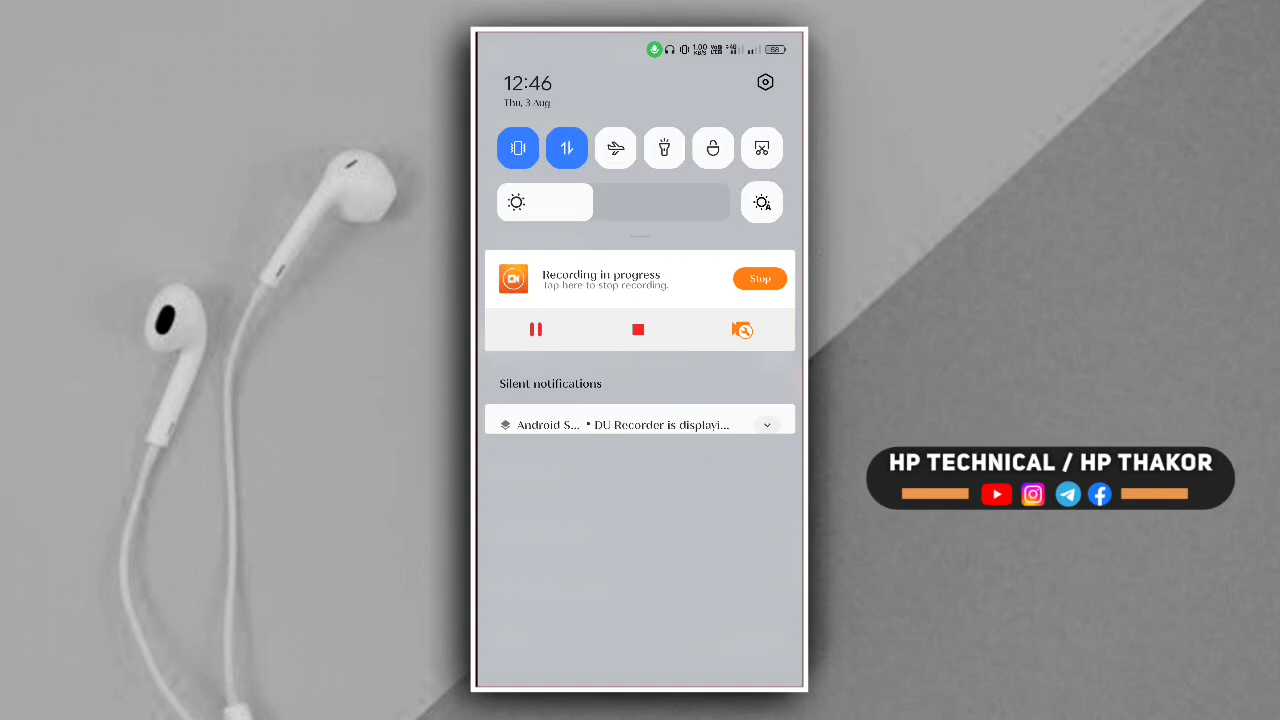 12:46
Thu, 3 Aug
58
Recording in progress
Tap here to stop recording.
Stop
Silent notifications
Android S... • DU Recorder is displayi...
HP TECHNICAL / HP THAKOR